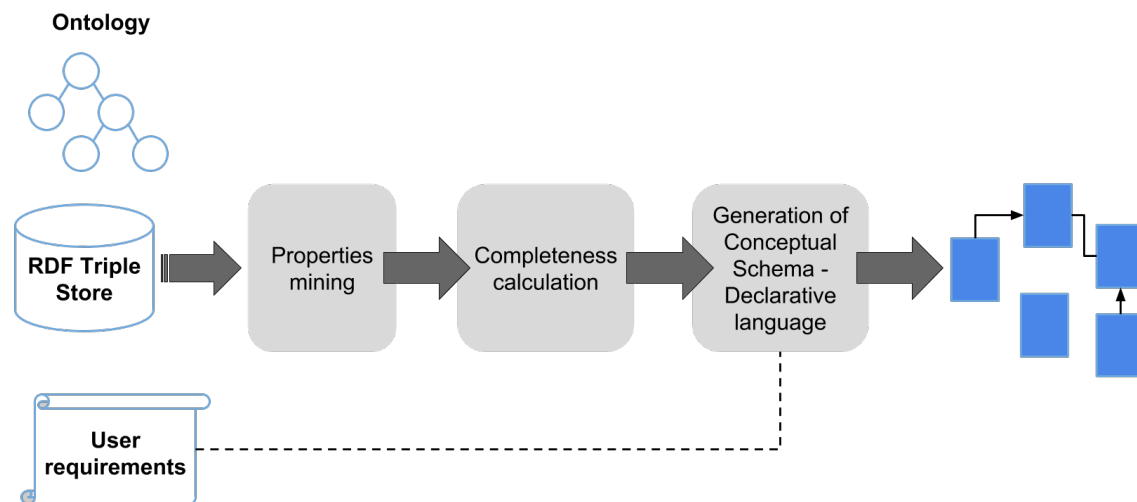 Ontology
RDF Triple
Store
Properties
mining
Completeness
calculation
Generation of
Conceptual
Schema -
Declarative
language
User
requirements